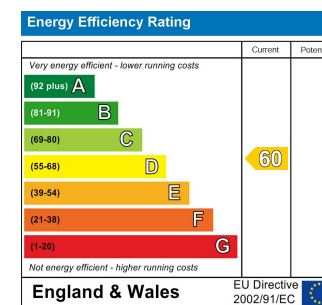 Energy Efficiency Rating
Current Poten
Very energy efficient - lower running costs
(92 plus) A
(81-91) B
(69-80) C
(55-68) D
60
(39-54) E
(21-38) F
(1-20) G
Not energy efficient - higher running costs
England & Wales
EU Directive
2002/91/EC